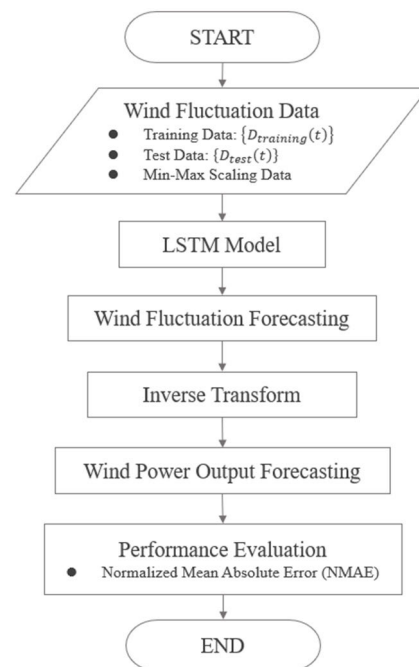 START
Wind Fluctuation Data
● Training Data: {D_training(t)}
● Test Data: {D_test(t)}
● Min-Max Scaling Data
LSTM Model
Wind Fluctuation Forecasting
Inverse Transform
Wind Power Output Forecasting
Performance Evaluation
● Normalized Mean Absolute Error (NMAE)
END